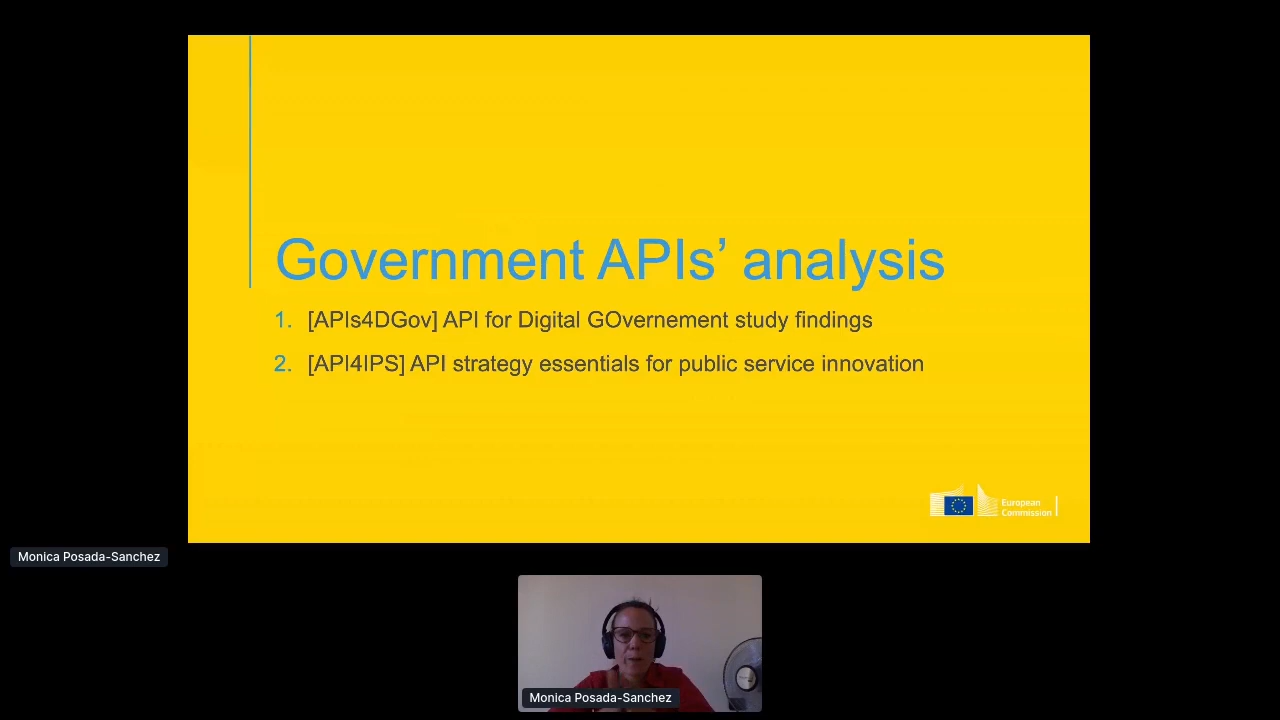 Government APIs’ analysis
1. [APIs4DGov] API for Digital GOvernement study findings
2. [API4IPS] API strategy essentials for public service innovation
European
Commission
Monica Posada-Sanchez
Monica Posada-Sanchez